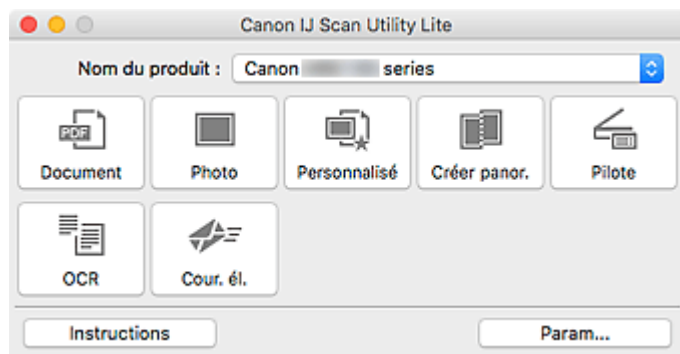 Canon IJ Scan Utility Lite
Nom du produit : Canon series
PDF
Document Photo Personnalisé Créer panor. Pilote
OCR Cour. él.
Instructions Param...